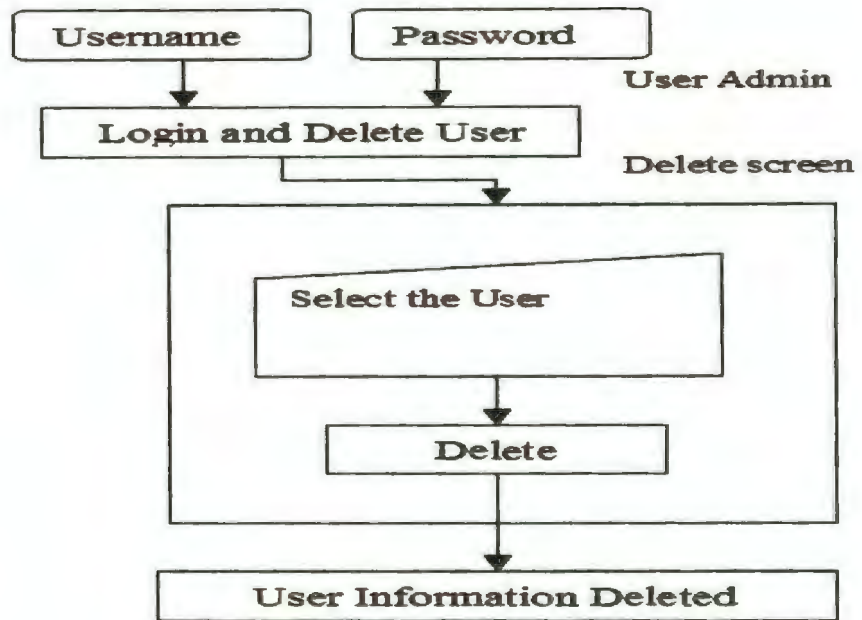 Username
Password
User Admin
Login and Delete User
Delete screen
Select the User
Delete
User Information Deleted